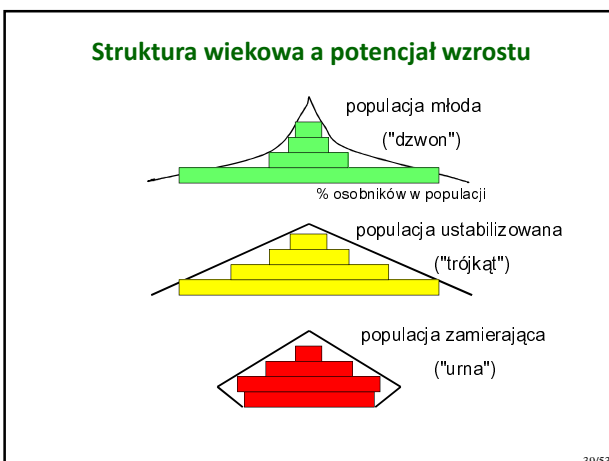 Struktura wiekowa a potencjał wzrostu
populacja młoda
("dzwon")
% osobników w populacji
populacja ustabilizowana
("trójkąt")
populacja zamierająca
("urna")